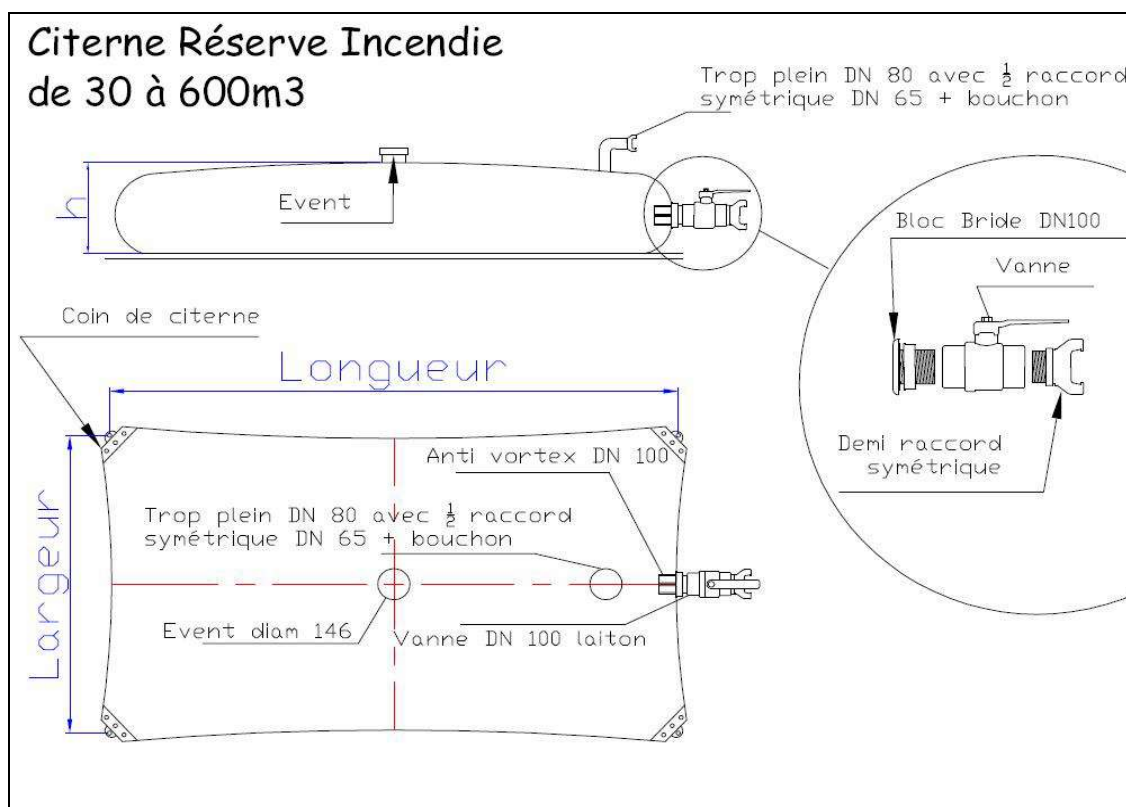 Citerne Réserve Incendie
de 30 à 600m3
Trop plein DN 80 avec ½ raccord
symétrique DN 65 + bouchon
h
Event
Bloc Bride DN100
Vanne
Coin de citerne
Longueur
Demi raccord
symétrique
Largeur
Anti vortex DN 100
Trop plein DN 80 avec ½ raccord
symétrique DN 65 + bouchon
Event diam 146
Vanne DN 100 laiton